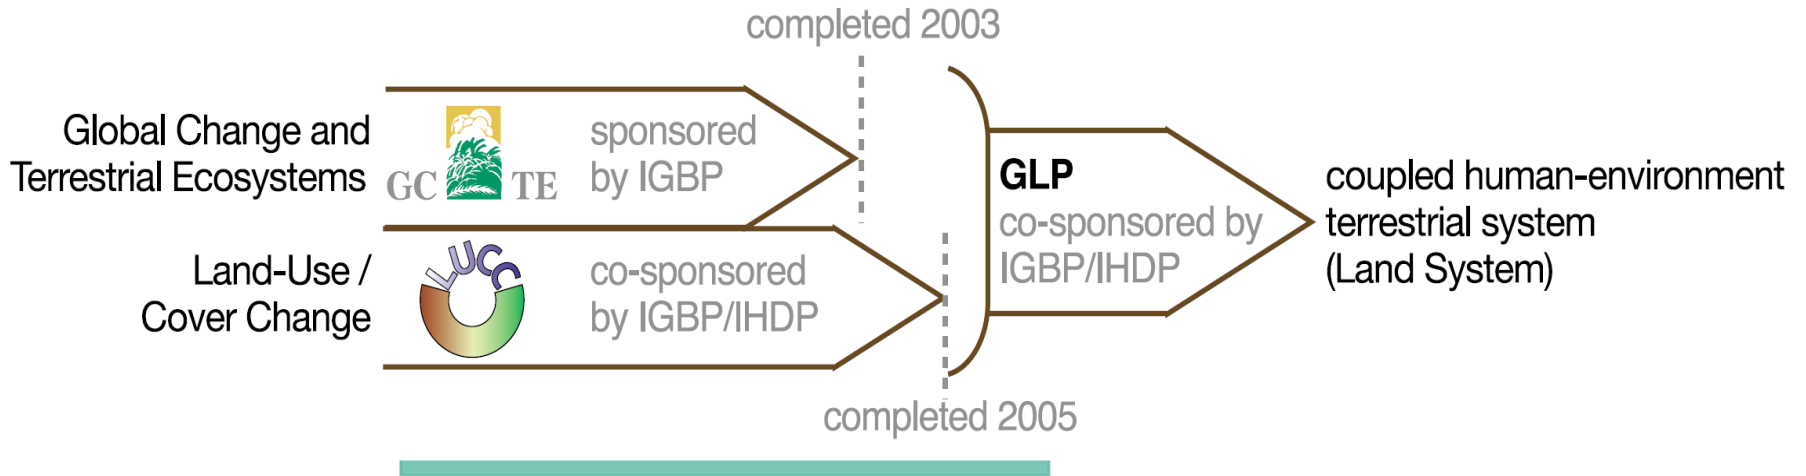 completed 2003
Global Change and
Terrestrial Ecosystems
GC TE
sponsored
by IGBP
Land-Use /
Cover Change
LUCC
co-sponsored
by IGBP/IHDP
completed 2005
GLP
co-sponsored by
IGBP/IHDP
coupled human-environment
terrestrial system
(Land System)